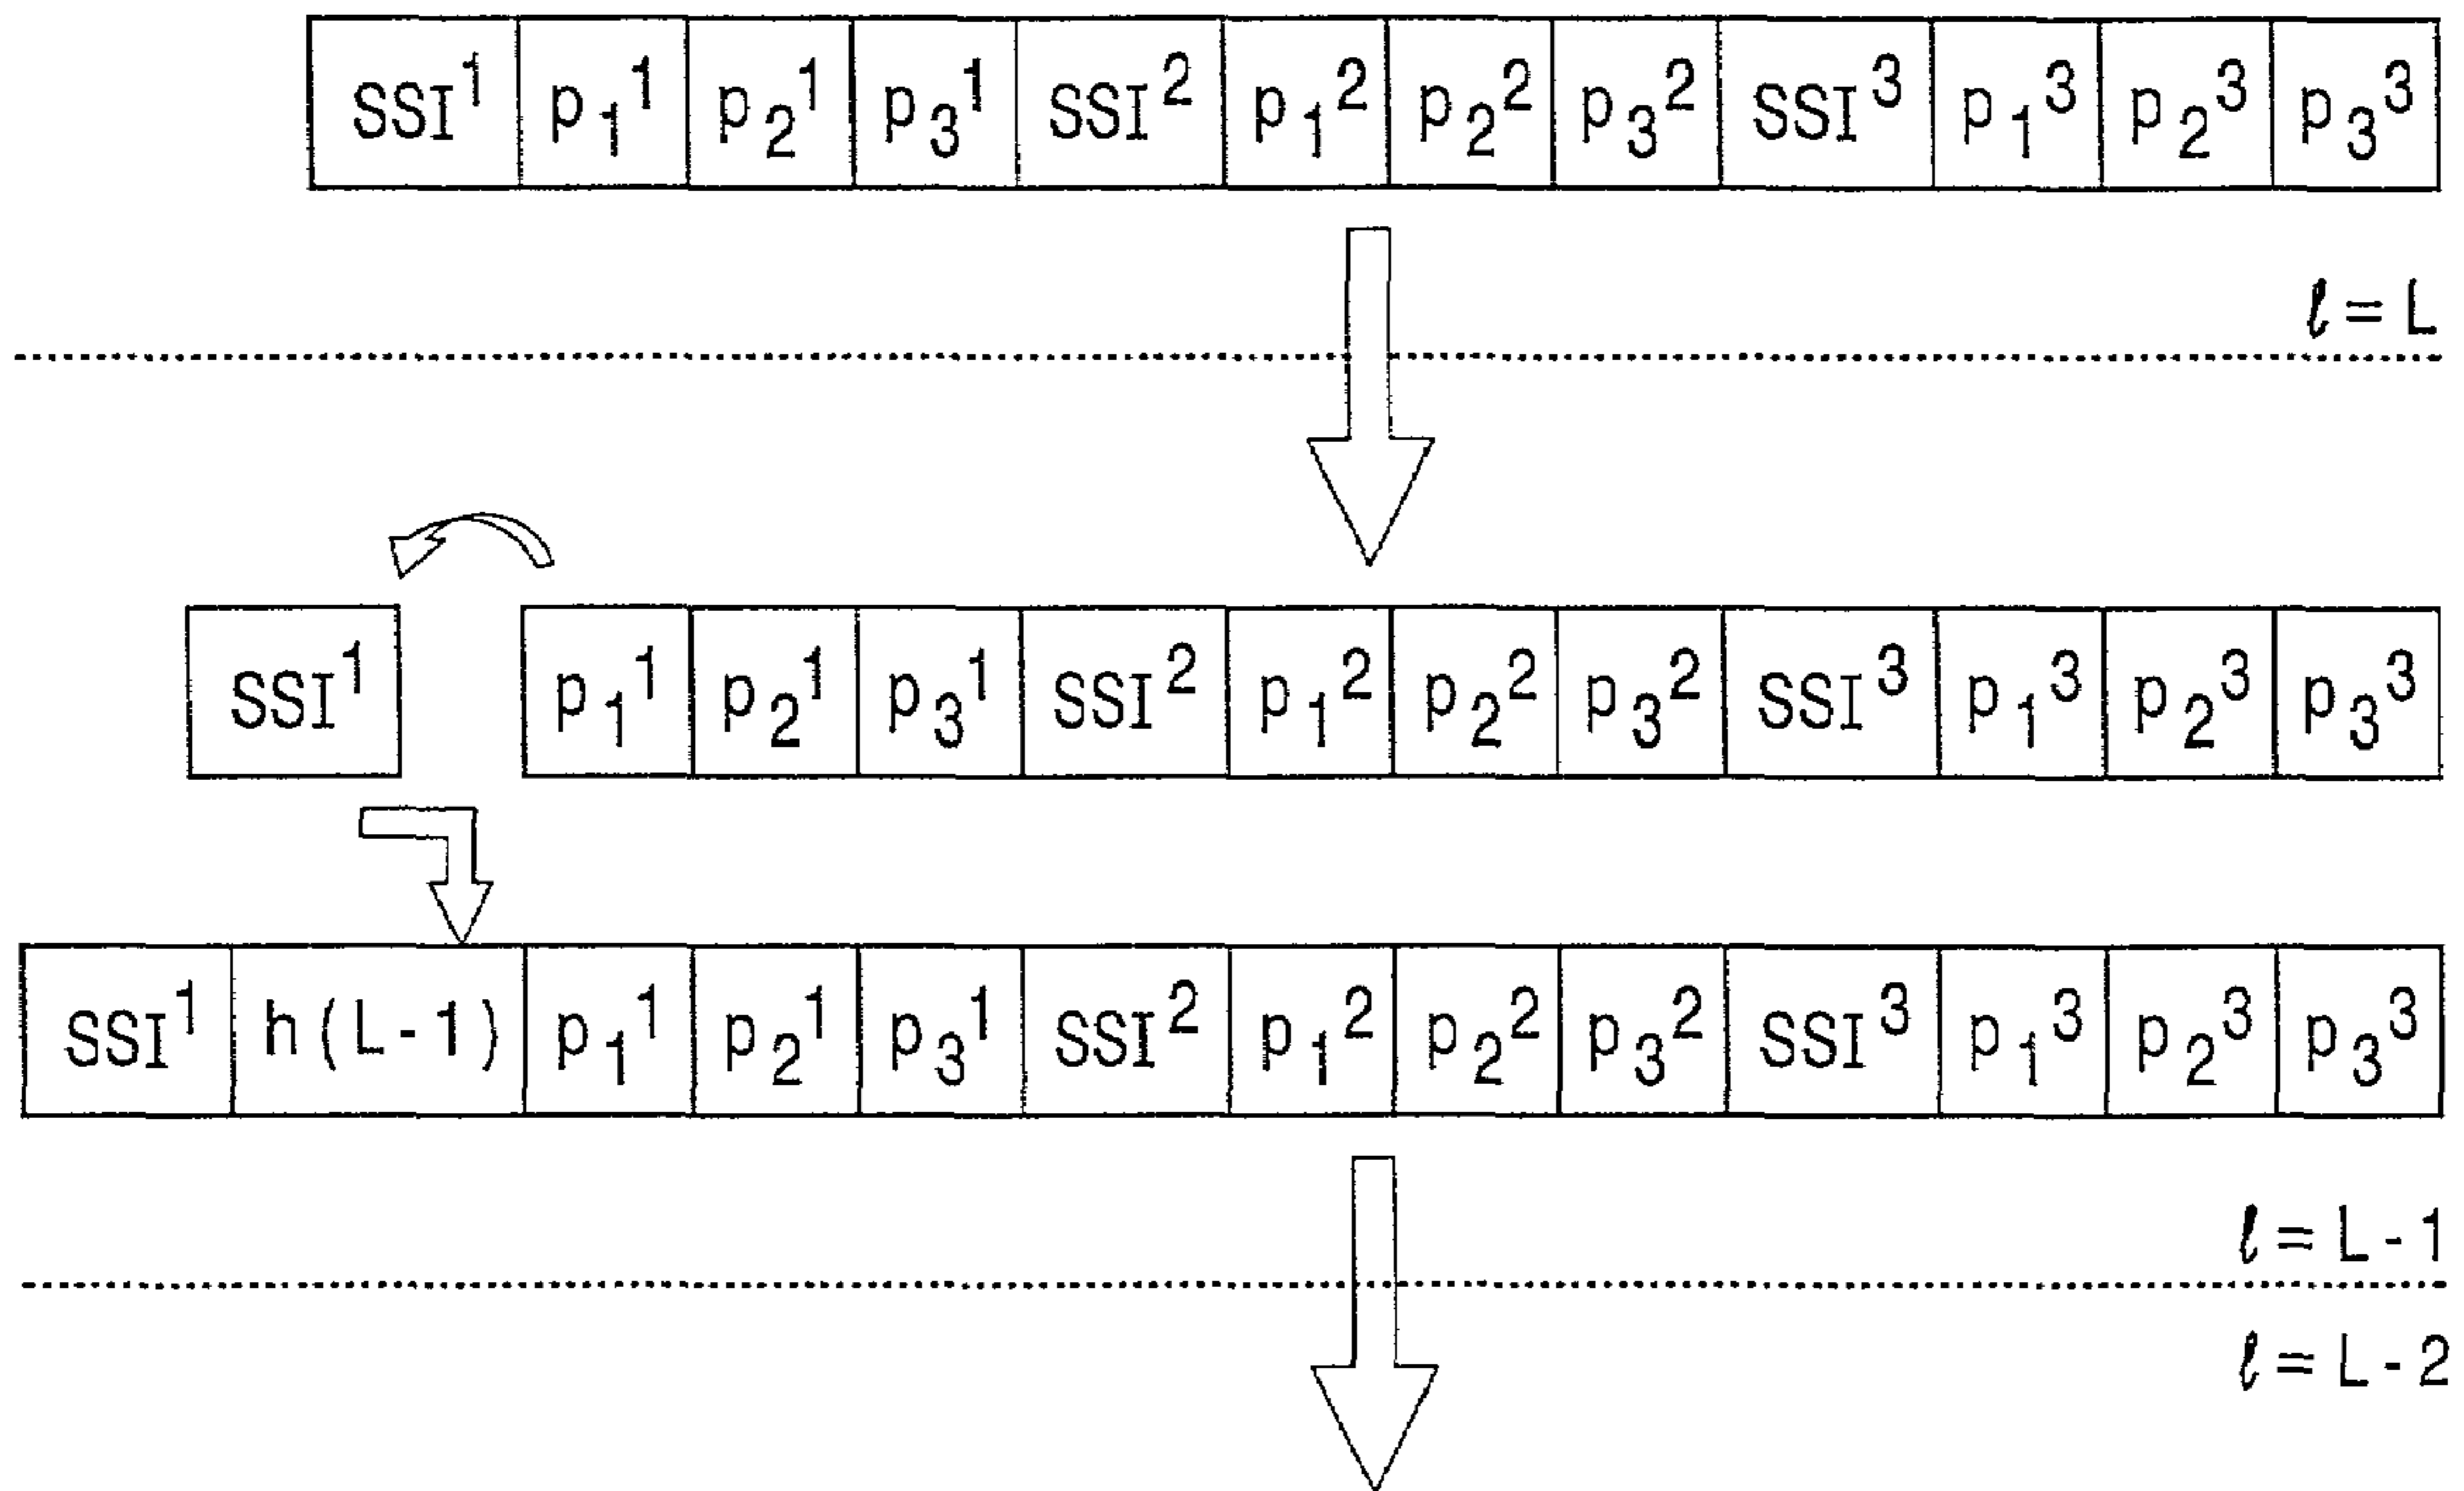 SSI¹ p₁¹ p₂¹ p₃¹ SSI² p₁² p₂² p₃² SSI³ p₁³ p₂³ p₃³
ℓ = L
SSI¹ p₁¹ p₂¹ p₃¹ SSI² p₁² p₂² p₃² SSI³ p₁³ p₂³ p₃³
SSI¹ h(L-1) p₁¹ p₂¹ p₃¹ SSI² p₁² p₂² p₃² SSI³ p₁³ p₂³ p₃³
ℓ = L-1
ℓ = L-2